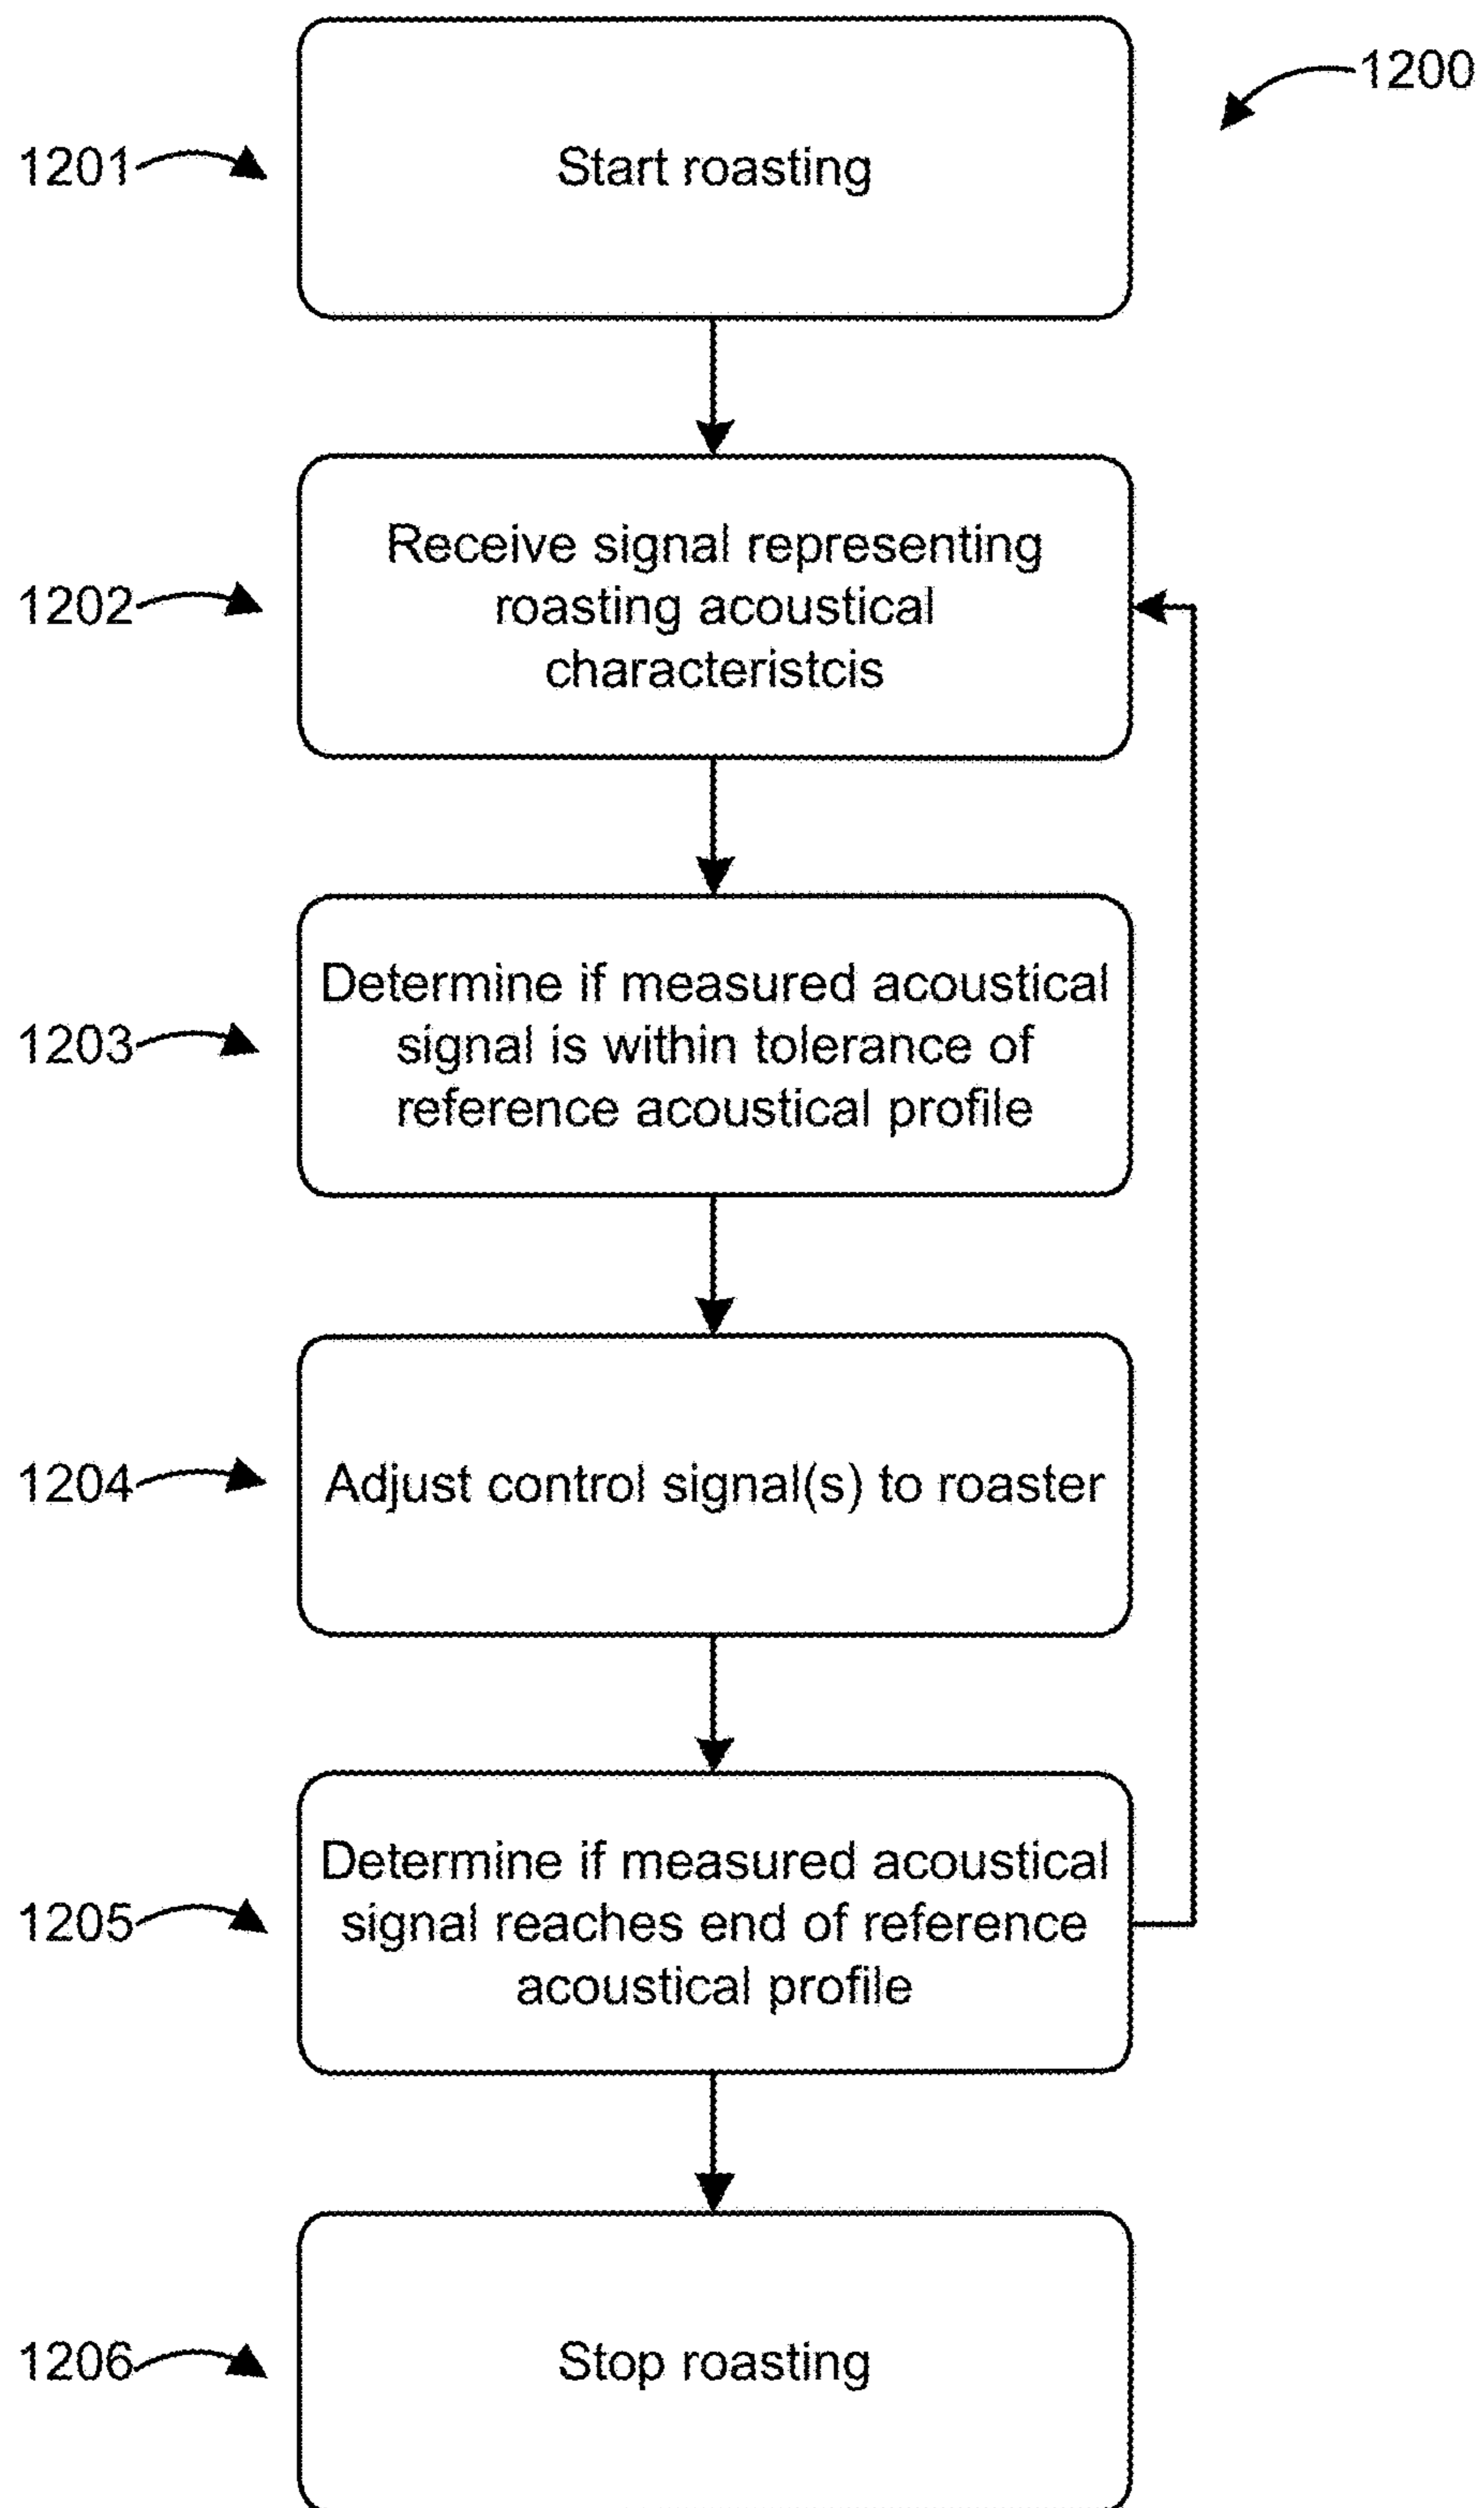 1200
1201
Start roasting
1202
Receive signal representing
roasting acoustical
characteristcis
1203
Determine if measured acoustical
signal is within tolerance of
reference acoustical profile
1204
Adjust control signal(s) to roaster
1205
Determine if measured acoustical
signal reaches end of reference
acoustical profile
1206
Stop roasting